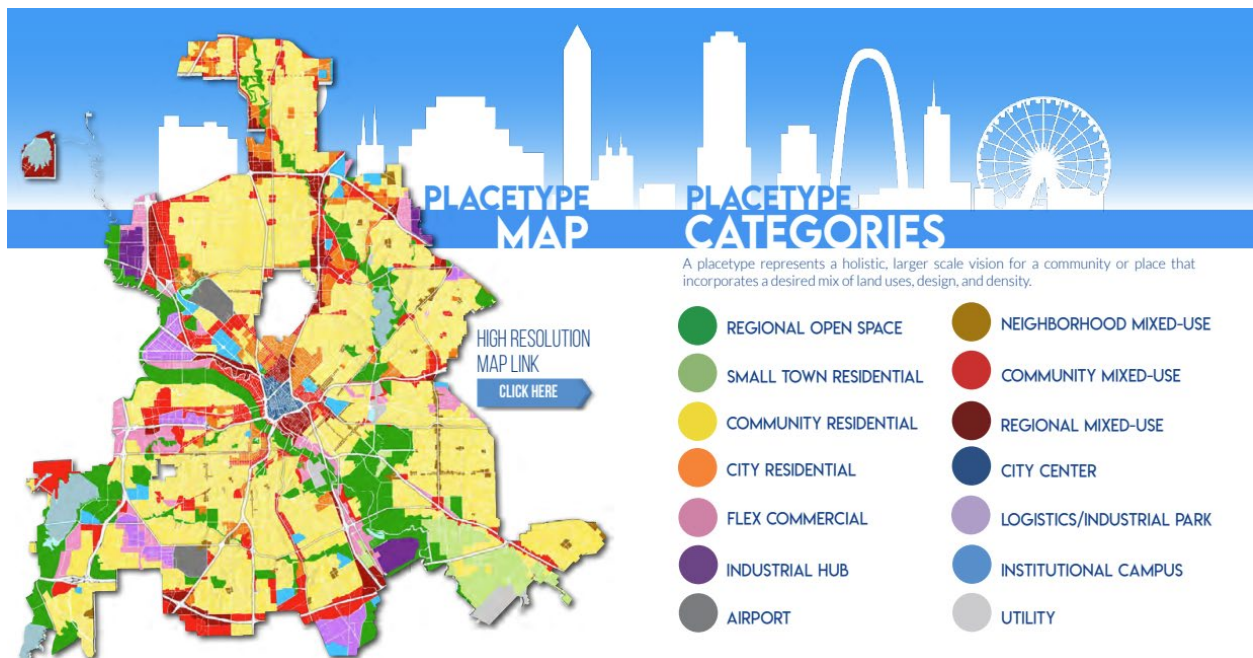 PLACETYPE
MAP
PLACETYPE
CATEGORIES
A placetype represents a holistic, larger scale vision for a community or place that
incorporates a desired mix of land uses, design, and density.
HIGH RESOLUTION
MAP LINK
CLICK HERE
REGIONAL OPEN SPACE
SMALL TOWN RESIDENTIAL
COMMUNITY RESIDENTIAL
CITY RESIDENTIAL
FLEX COMMERCIAL
INDUSTRIAL HUB
AIRPORT
NEIGHBORHOOD MIXED-USE
COMMUNITY MIXED-USE
REGIONAL MIXED-USE
CITY CENTER
LOGISTICS/INDUSTRIAL PARK
INSTITUTIONAL CAMPUS
UTILITY